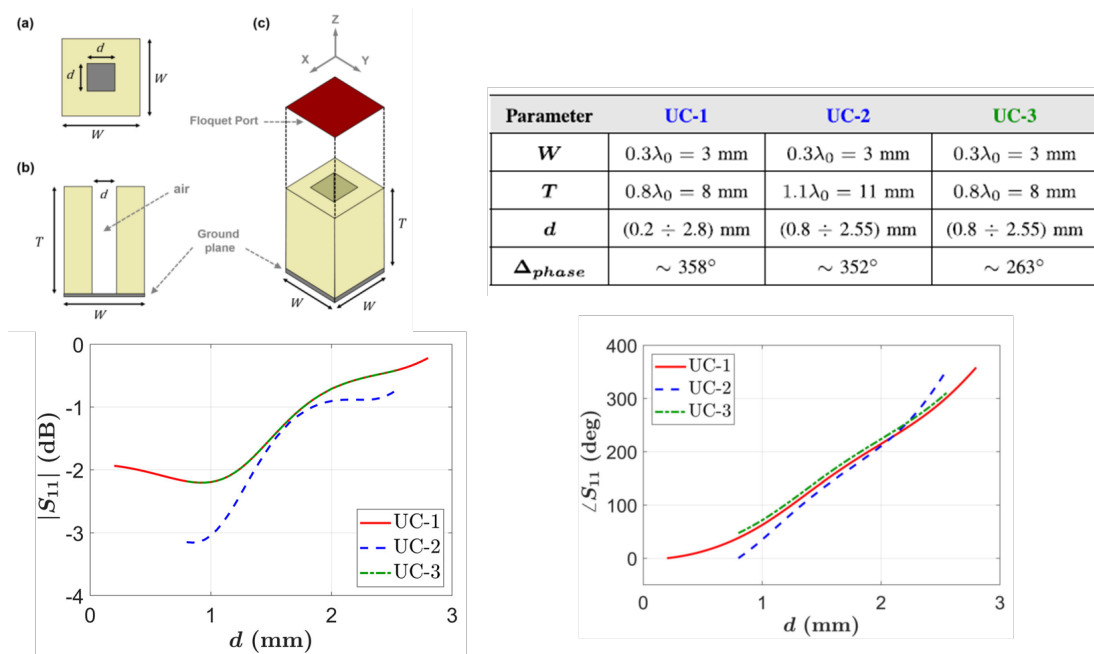 (a)
d
d
W
W
(b)
d
air
T
Ground
plane
W
(c)
Z
X
Y
Floquet Port
T
W
W
Parameter UC-1 UC-2 UC-3
W 0.3λ0 = 3 mm 0.3λ0 = 3 mm 0.3λ0 = 3 mm
T 0.8λ0 = 8 mm 1.1λ0 = 11 mm 0.8λ0 = 8 mm
d (0.2 ÷ 2.8) mm (0.8 ÷ 2.55) mm (0.8 ÷ 2.55) mm
Δphase ∼ 358° ∼ 352° ∼ 263°
0
-1
-2
-3
-4
|S11| (dB)
UC-1
UC-2
UC-3
0 1 2 3
d (mm)
400
300
200
100
0
∠S11 (deg)
UC-1
UC-2
UC-3
0 1 2 3
d (mm)